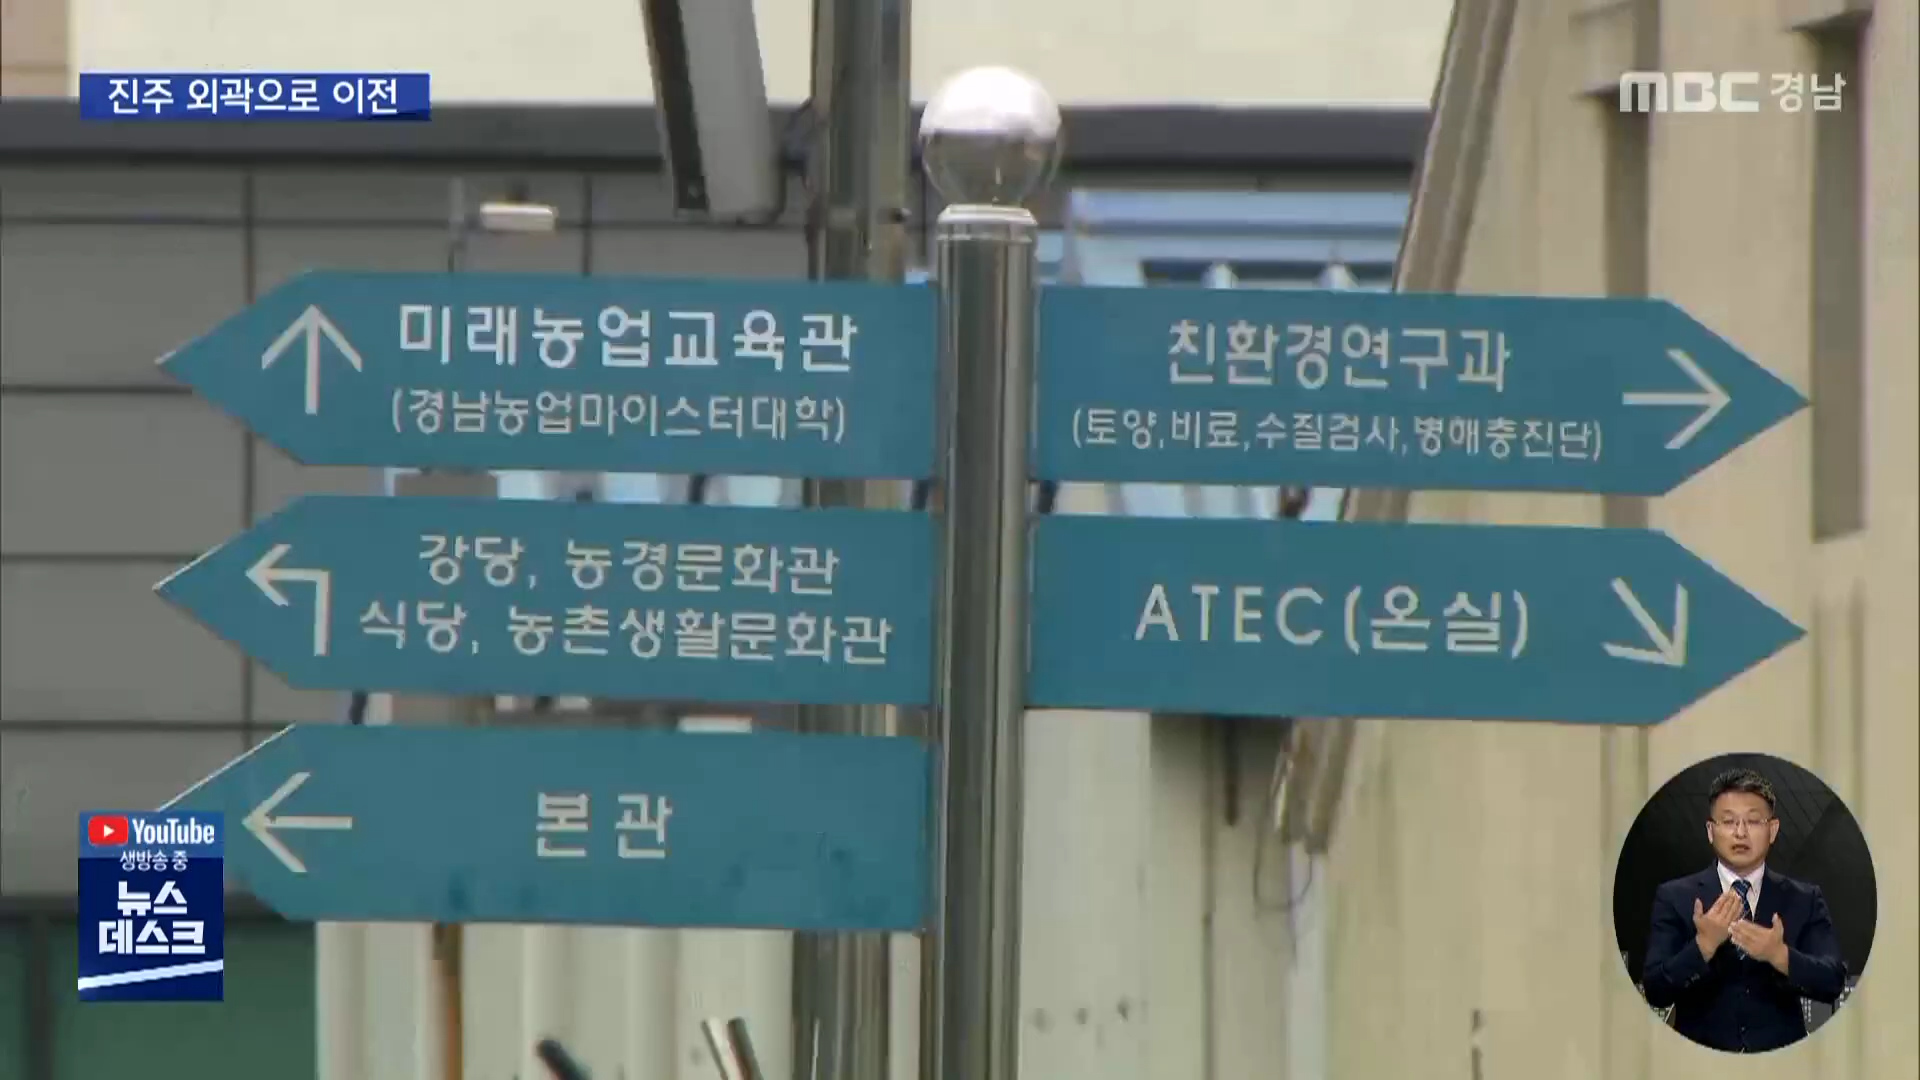 진주 외곽으로 이전
MBC 경남
미래농업교육관
(경남농업마이스터대학)
친환경연구과
(토양,비료,수질검사,병해충진단)
강당, 농경문화관
식당, 농촌생활문화관
ATEC(온실)
본관
YouTube
생방송 중
뉴스
데스크